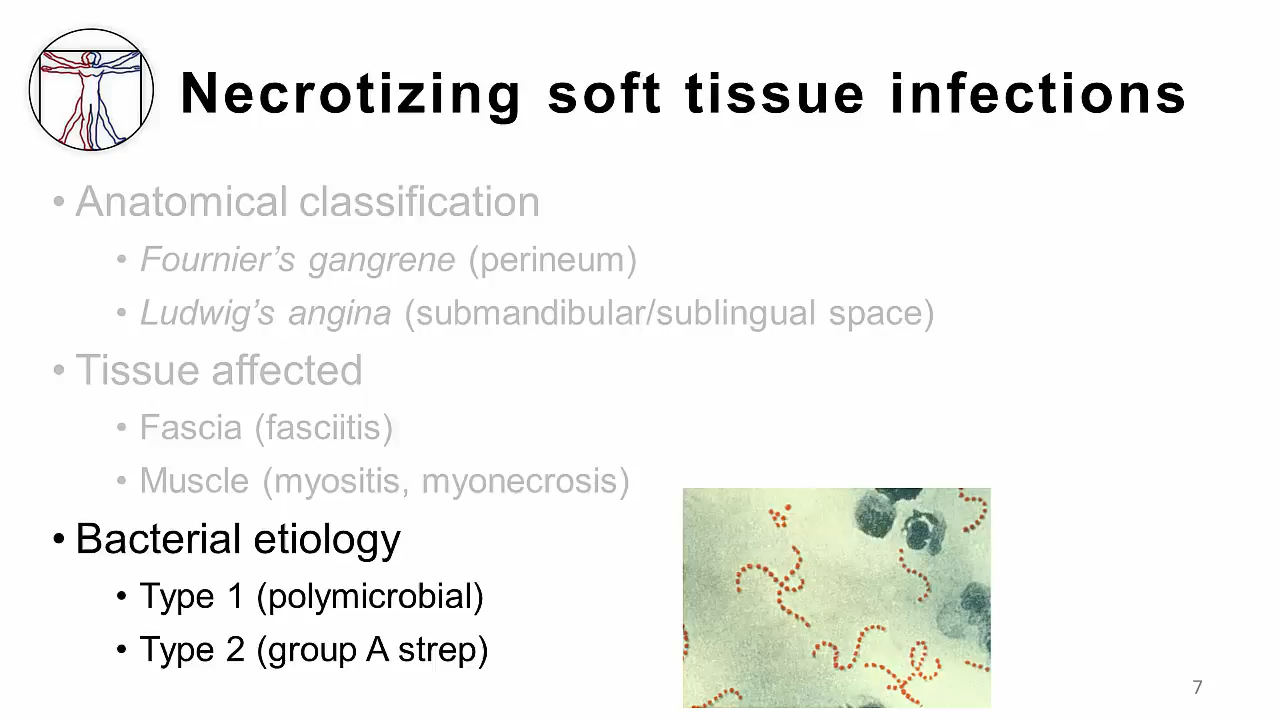 Necrotizing soft tissue infections
• Anatomical classification
• Fournier’s gangrene (perineum)
• Ludwig’s angina (submandibular/sublingual space)
• Tissue affected
• Fascia (fasciitis)
• Muscle (myositis, myonecrosis)
• Bacterial etiology
• Type 1 (polymicrobial)
• Type 2 (group A strep)
7